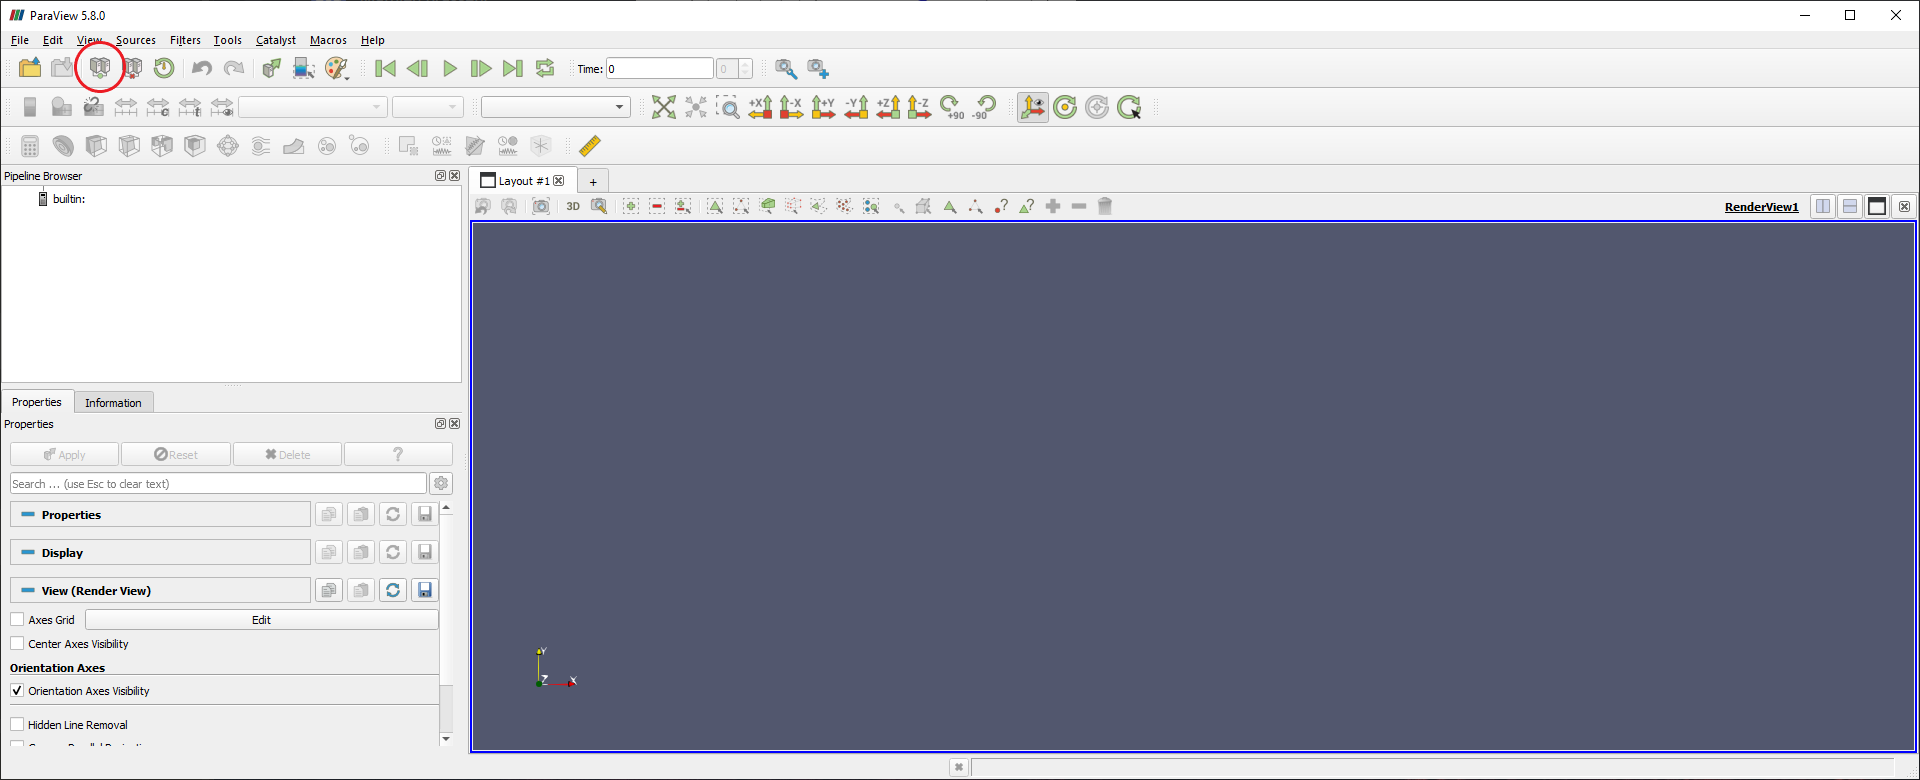 ParaView 5.8.0
File Edit View Sources Filters Tools Catalyst Macros Help
Time: 0 0
+X -X +Y -Y +Z -Z +90 -90
Pipeline Browser
builtin:
Layout #1 +
3D
RenderView1
Properties Information
Properties
Apply Reset Delete ?
Search ... (use Esc to clear text)
Properties
Display
View (Render View)
Axes Grid Edit
Center Axes Visibility
Orientation Axes
Orientation Axes Visibility
Hidden Line Removal
Y
Z X